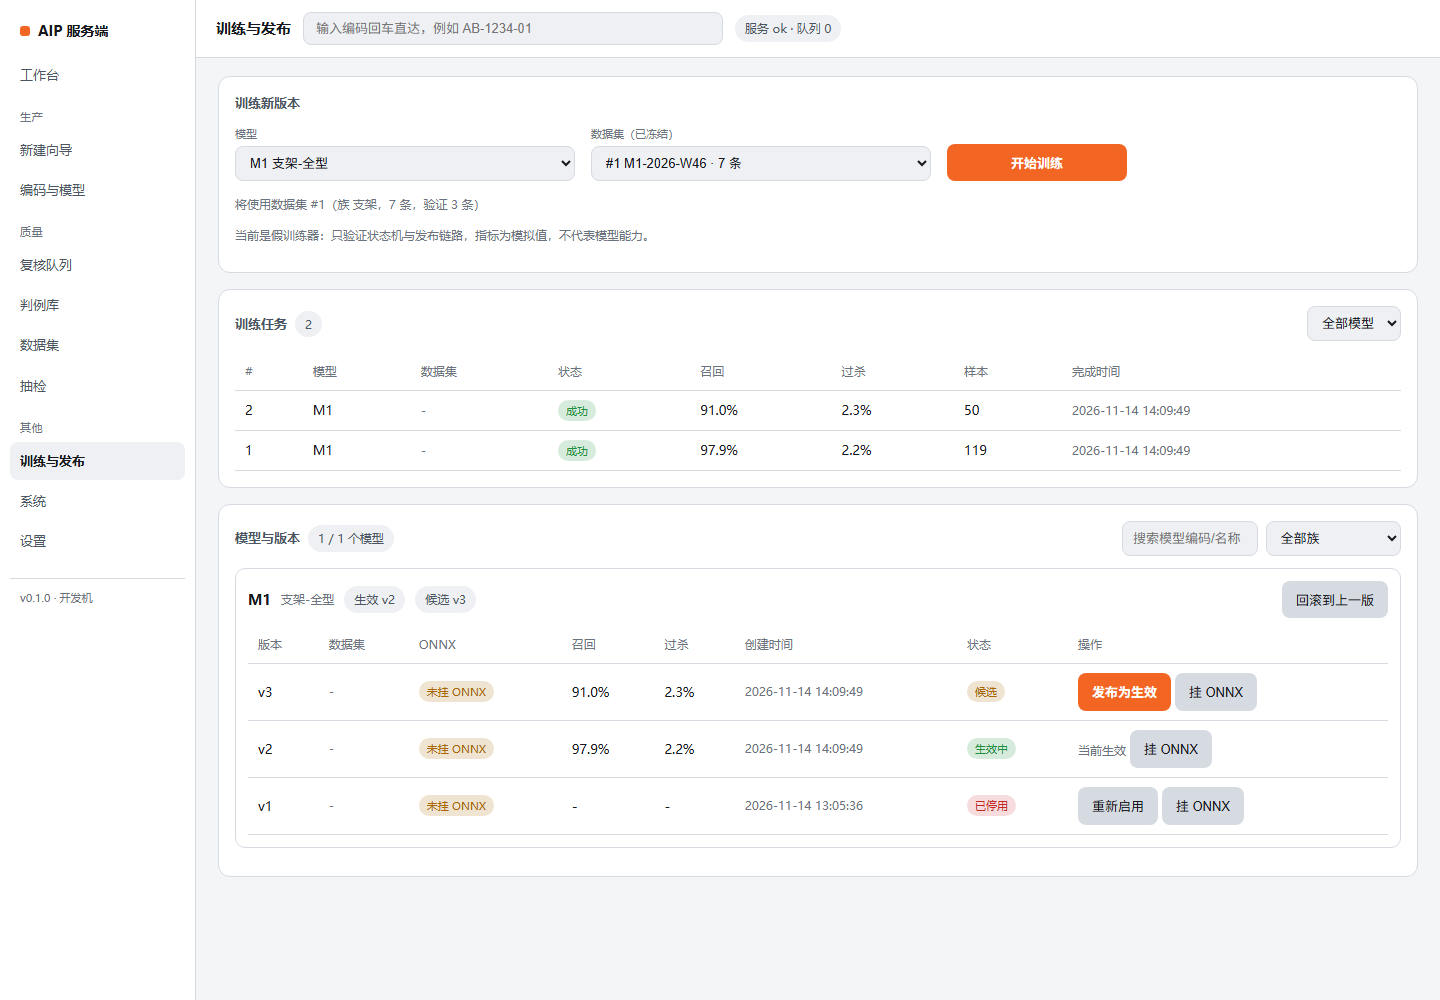 AIP 服务端
工作台
生产
新建向导
编码与模型
质量
复核队列
判例库
数据集
抽检
其他
训练与发布
系统
设置
v0.1.0 · 开发机
训练与发布
输入编码回车直达，例如 AB-1234-01
服务 ok · 队列 0
训练新版本
模型
数据集（已冻结）
M1 支架-全型
#1 M1-2026-W46 · 7 条
开始训练
将使用数据集 #1（族 支架，7 条，验证 3 条）
当前是假训练器：只验证状态机与发布链路，指标为模拟值，不代表模型能力。
训练任务 2
全部模型
# 模型 数据集 状态 召回 过杀 样本 完成时间
2 M1 - 成功 91.0% 2.3% 50 2026-11-14 14:09:49
1 M1 - 成功 97.9% 2.2% 119 2026-11-14 14:09:49
模型与版本 1 / 1 个模型
搜索模型编码/名称
全部族
M1 支架-全型 生效 v2 候选 v3
回滚到上一版
版本 数据集 ONNX 召回 过杀 创建时间 状态 操作
v3 - 未挂 ONNX 91.0% 2.3% 2026-11-14 14:09:49 候选 发布为生效 挂 ONNX
v2 - 未挂 ONNX 97.9% 2.2% 2026-11-14 14:09:49 生效中 当前生效 挂 ONNX
v1 - 未挂 ONNX - - 2026-11-14 13:05:36 已停用 重新启用 挂 ONNX